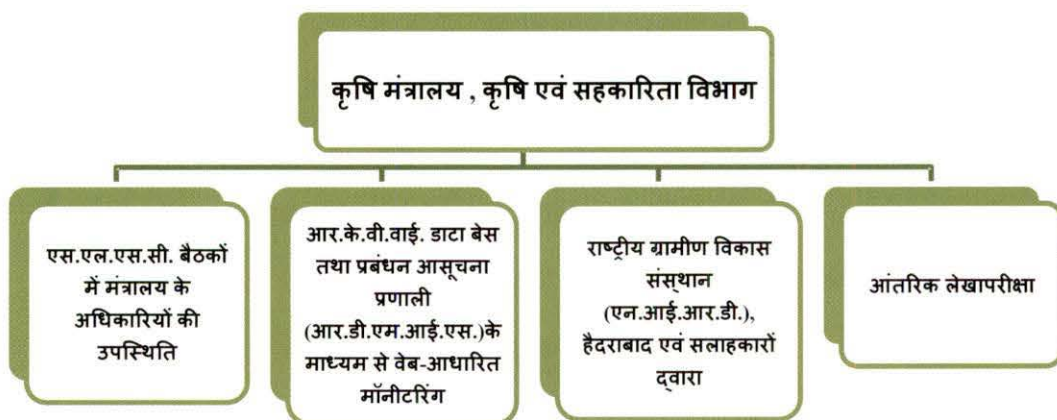 कृषि मंत्रालय , कृषि एवं सहकारिता विभाग
एस.एल.एस.सी. बैठकों
में मंत्रालय के
अधिकारियों की
उपस्थिति
आर.के.वी.वाई. डाटा बेस
तथा प्रबंधन आसूचना
प्रणाली
(आर.डी.एम.आई.एस.)के
माध्यम से वेब-आधारित
मॉनीटरिंग
राष्ट्रीय ग्रामीण विकास
संस्थान
(एन.आई.आर.डी.),
हैदराबाद एवं सलाहकारों
द्वारा
आंतरिक लेखापरीक्षा